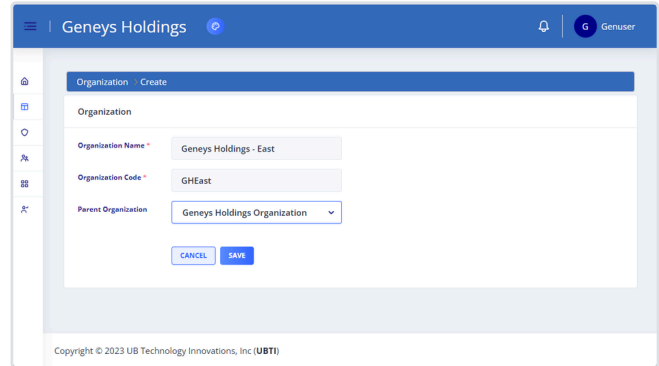 Geneys Holdings
G Genuser
Organization > Create
Organization
Organization Name *
Geneys Holdings - East
Organization Code *
GHEast
Parent Organization
Geneys Holdings Organization
CANCEL SAVE
Copyright © 2023 UB Technology Innovations, Inc (UBTI)